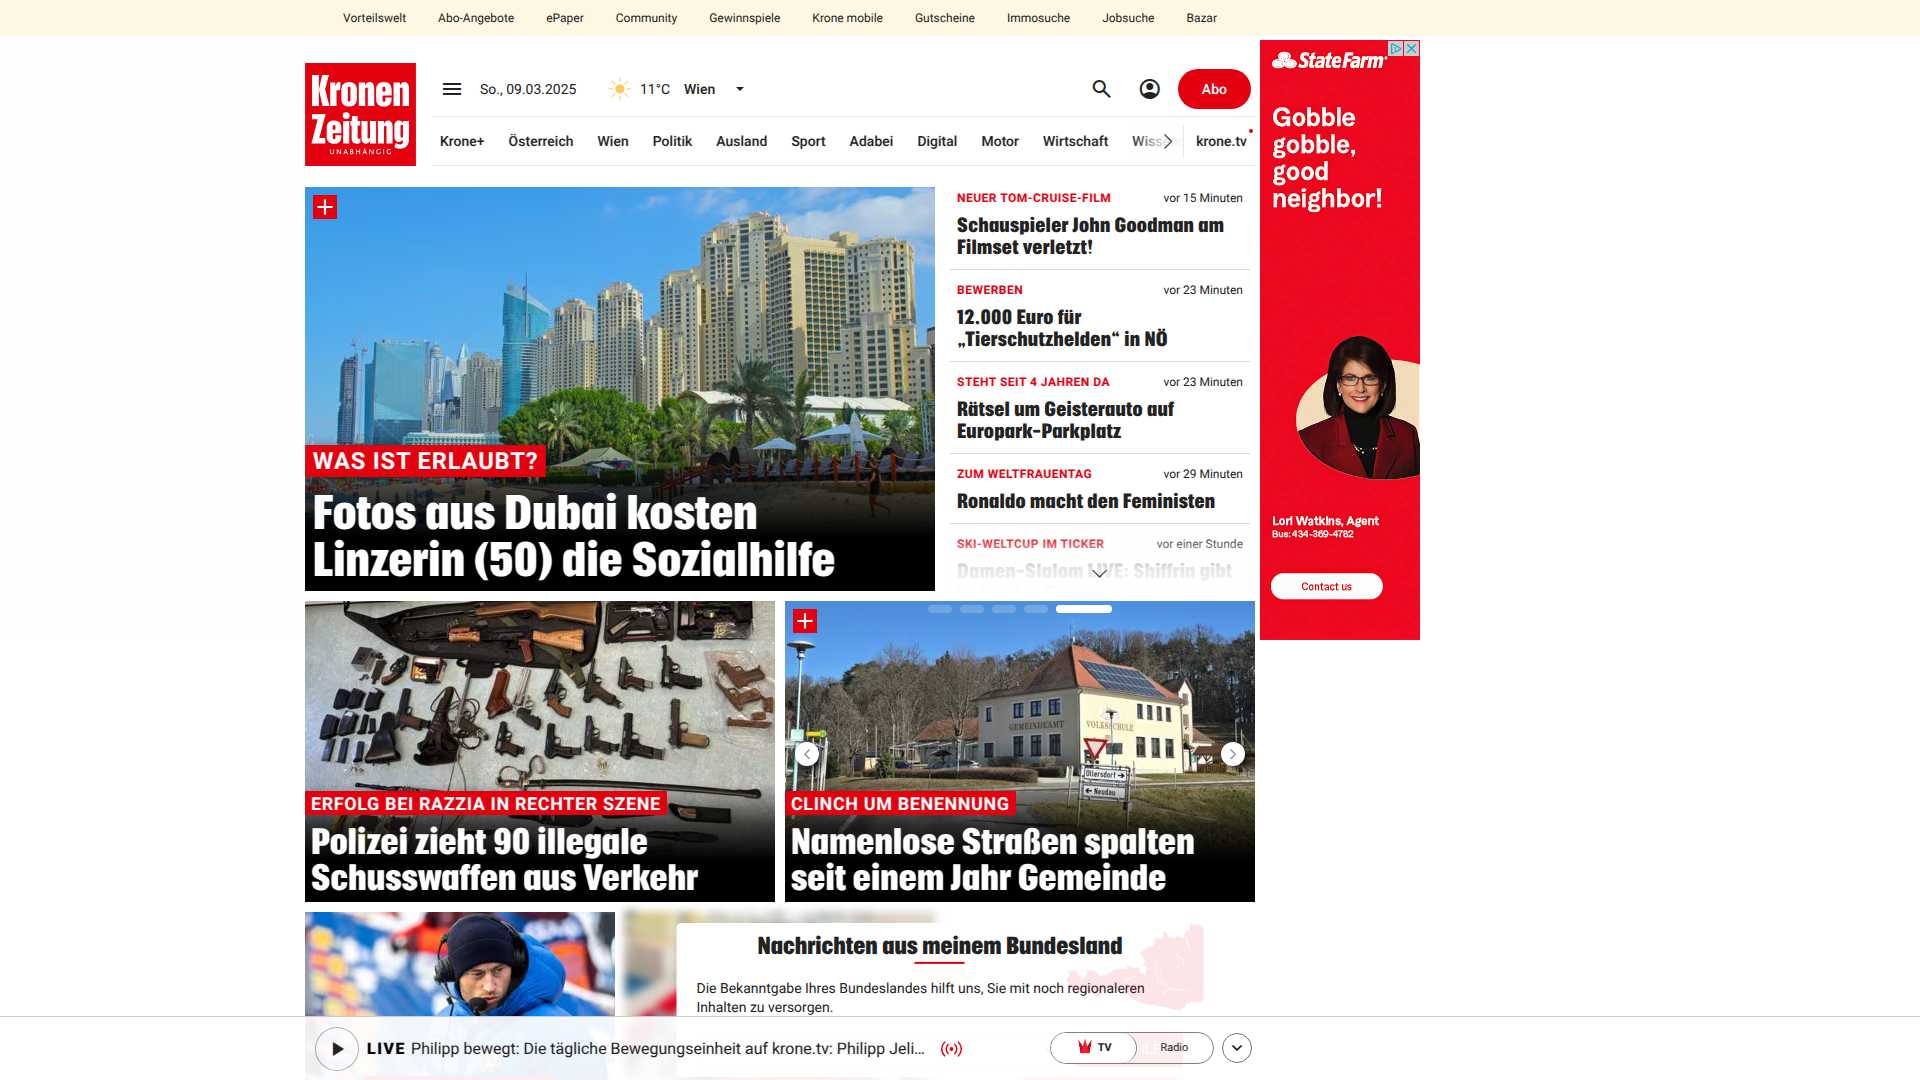 Vorteilswelt Abo-Angebote ePaper Community Gewinnspiele Krone mobile Gutscheine Immosuche Jobsuche Bazar
Kronen
Zeitung
UNABHÄNGIG
So., 09.03.2025 11°C Wien
Abo
Krone+ Österreich Wien Politik Ausland Sport Adabei Digital Motor Wirtschaft krone.tv
WAS IST ERLAUBT?
Fotos aus Dubai kosten
Linzerin (50) die Sozialhilfe
NEUER TOM-CRUISE-FILM vor 15 Minuten
Schauspieler John Goodman am
Filmset verletzt!
BEWERBEN vor 23 Minuten
12.000 Euro für
„Tierschutzhelden“ in NÖ
STEHT SEIT 4 JAHREN DA vor 23 Minuten
Rätsel um Geisterauto auf
Europark-Parkplatz
ZUM WELTFRAUENTAG vor 29 Minuten
Ronaldo macht den Feministen
SKI-WELTCUP IM TICKER vor einer Stunde
Damen-Slalom LIVE: Shiffrin gibt
StateFarm®
Gobble
gobble,
good
neighbor!
Lori Watkins, Agent
Bus: 434-369-4782
Contact us
ERFOLG BEI RAZZIA IN RECHTER SZENE
Polizei zieht 90 illegale
Schusswaffen aus Verkehr
GEMEINDEAMT VOLKSSCHULE
Ollersdorf
Neudau
CLINCH UM BENENNUNG
Namenlose Straßen spalten
seit einem Jahr Gemeinde
Nachrichten aus meinem Bundesland
Die Bekanntgabe Ihres Bundeslandes hilft uns, Sie mit noch regionaleren
Inhalten zu versorgen.
LIVE Philipp bewegt: Die tägliche Bewegungseinheit auf krone.tv: Philipp Jeli...
TV Radio